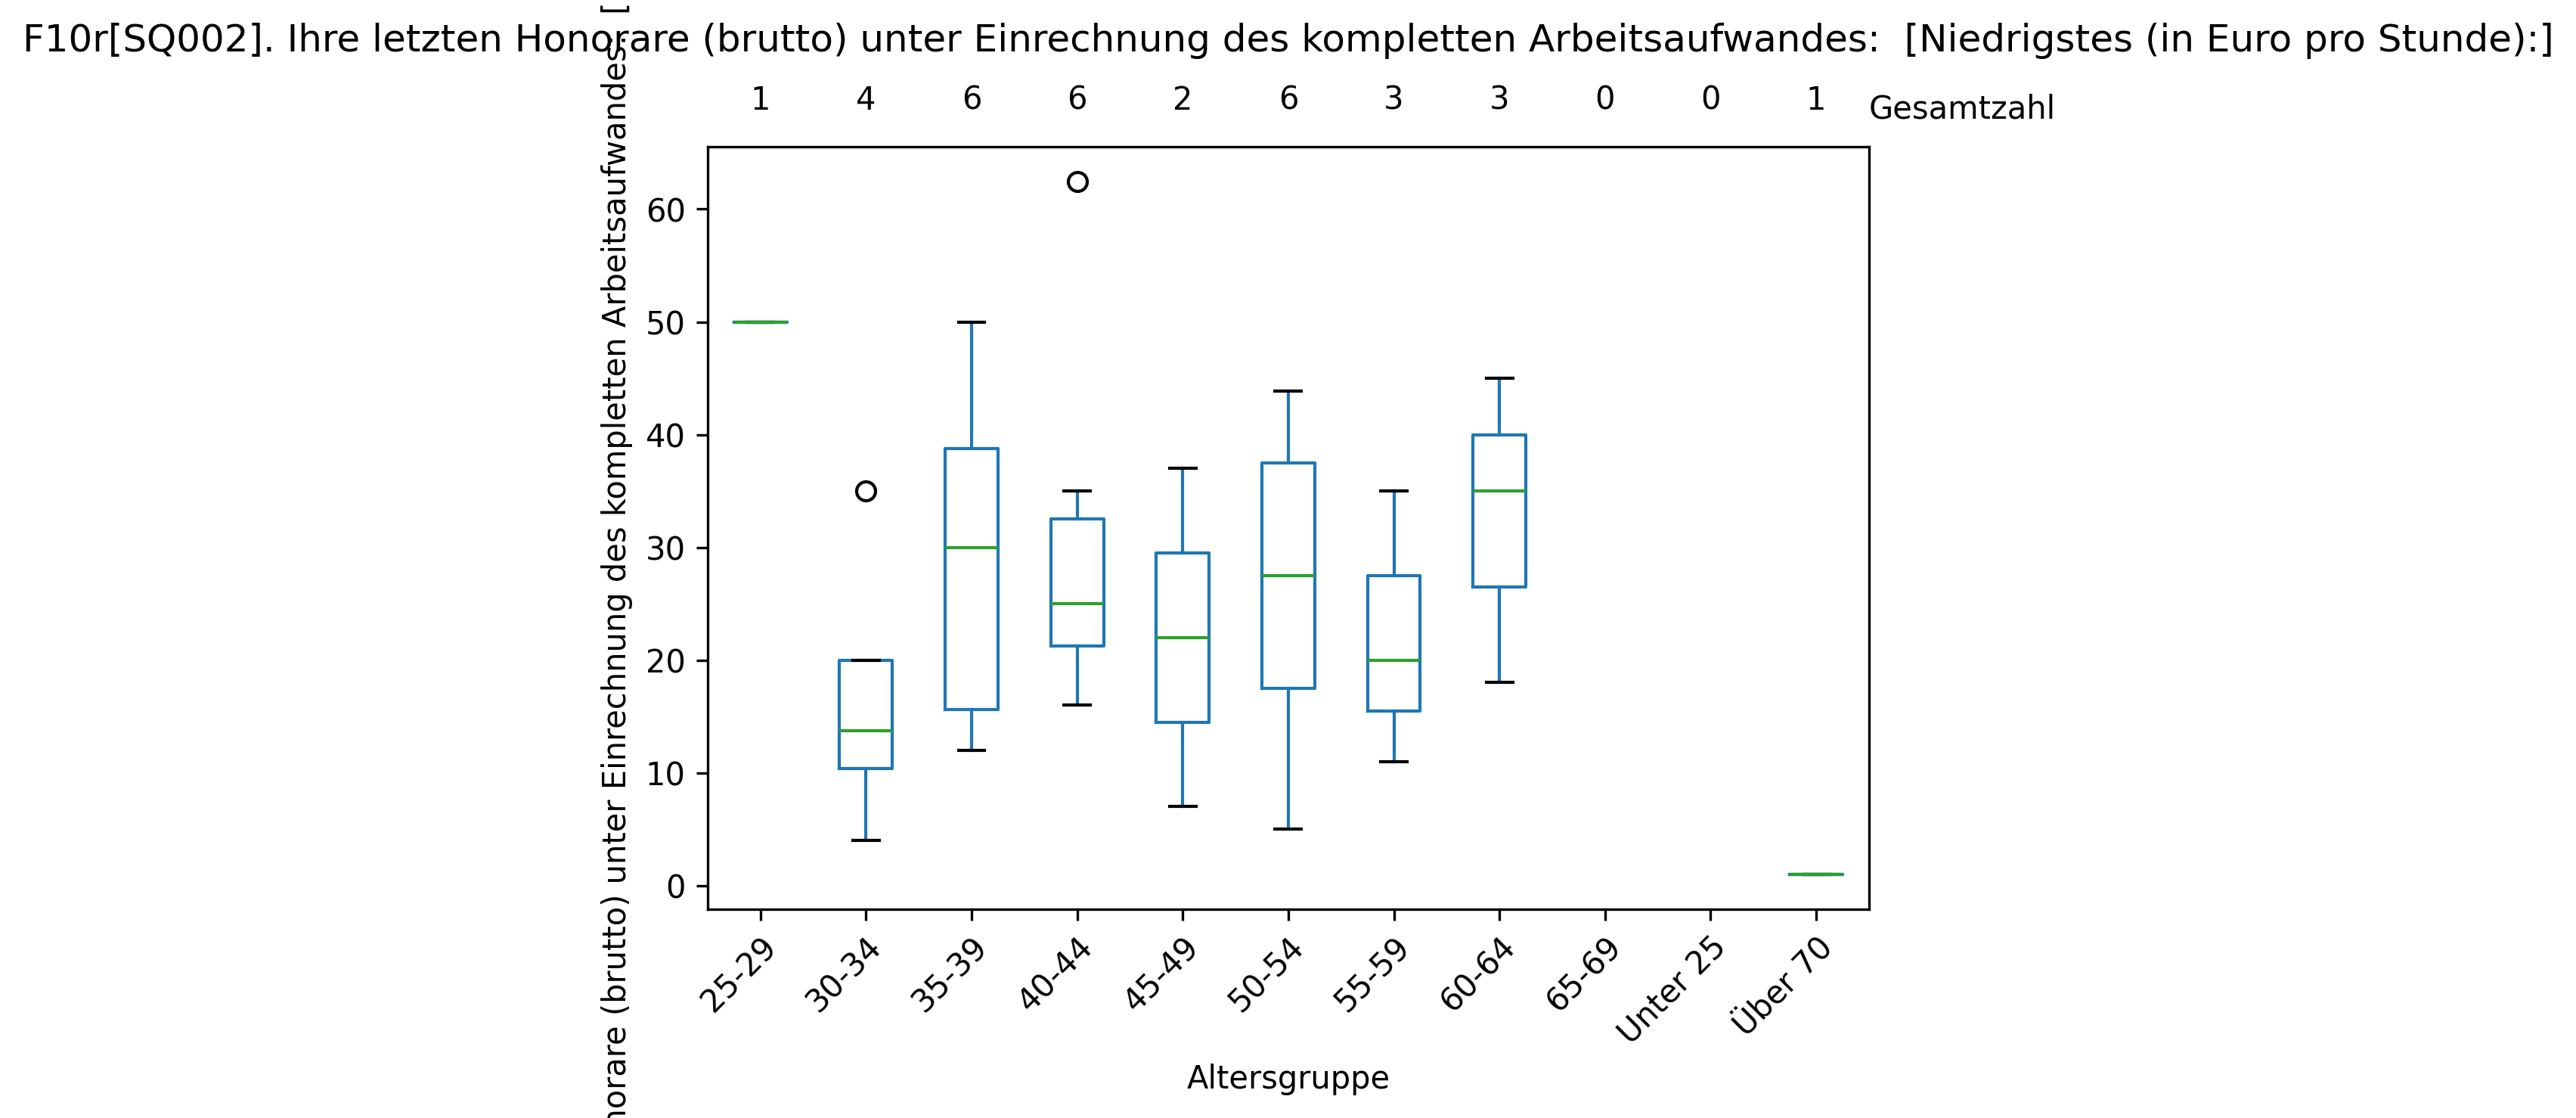 F10r[SQ002]. Ihre letzten Honorare (brutto) unter Einrechnung des kompletten Arbeitsaufwandes:  [Niedrigstes (in Euro pro Stunde):]
1 4 6 6 2 6 3 3 0 0 1 Gesamtzahl
norare (brutto) unter Einrechnung des kompletten Arbeitsaufwandes: [
60
50
40
30
20
10
0
25-29 30-34 35-39 40-44 45-49 50-54 55-59 60-64 65-69 Unter 25 Über 70
Altersgruppe